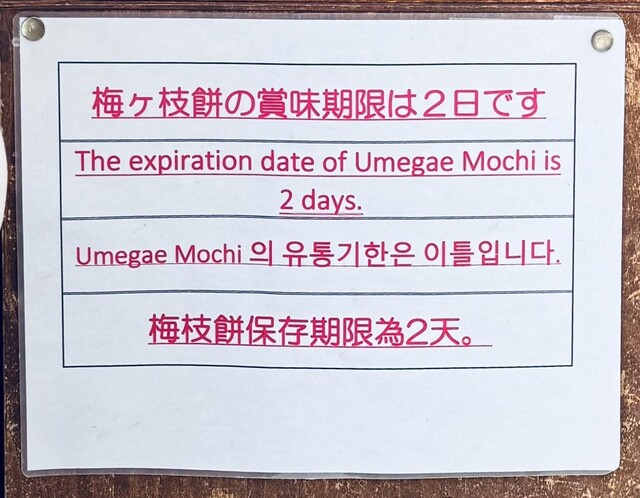 梅ヶ枝餅の賞味期限は２日です
The expiration date of Umegae Mochi is
2 days.
Umegae Mochi 의 유통기한은 이틀입니다.
梅枝餅保存期限為2天。